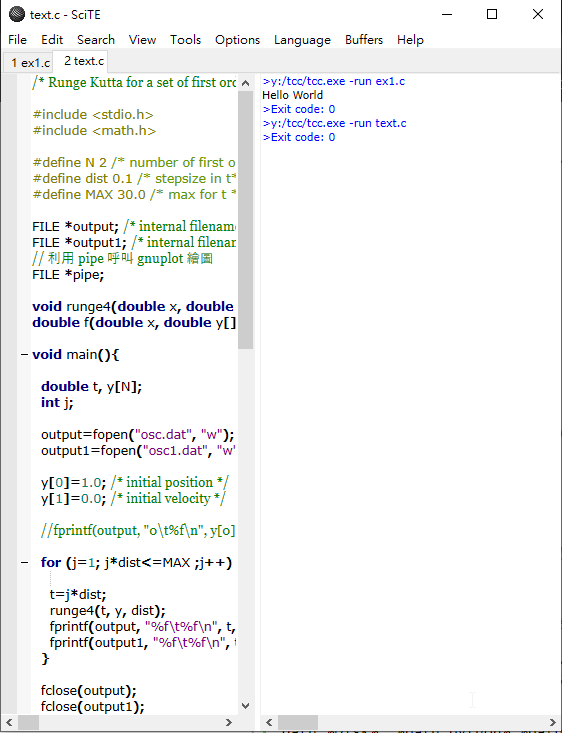 text.c - SciTE
File Edit Search View Tools Options Language Buffers Help
1 ex1.c 2 text.c
/* Runge Kutta for a set of first
#include <stdio.h>
#include <math.h>
#define N 2 /* number of first
#define dist 0.1 /* stepsize in t*
#define MAX 30.0 /* max for t *
FILE *output; /* internal
FILE *output1; /* internal
// 利用 pipe 呼叫 gnuplot 繪圖
FILE *pipe;
void runge4(double x, double
double f(double x, double y[]
void main(){
double t, y[N];
int j;
output=fopen("osc.dat", "w");
output1=fopen("osc1.dat", "w"
y[0]=1.0; /* initial position */
y[1]=0.0; /* initial velocity */
//fprintf(output, "0\t%f\n", y[0]
for (j=1; j*dist<=MAX ;j++)
t=j*dist;
runge4(t, y, dist);
fprintf(output, "%f\t%f\n", t,
fprintf(output1, "%f\t%f\n",
}
fclose(output);
fclose(output1);
>y:/tcc/tcc.exe -run ex1.c
Hello World
>Exit code: 0
>y:/tcc/tcc.exe -run text.c
>Exit code: 0